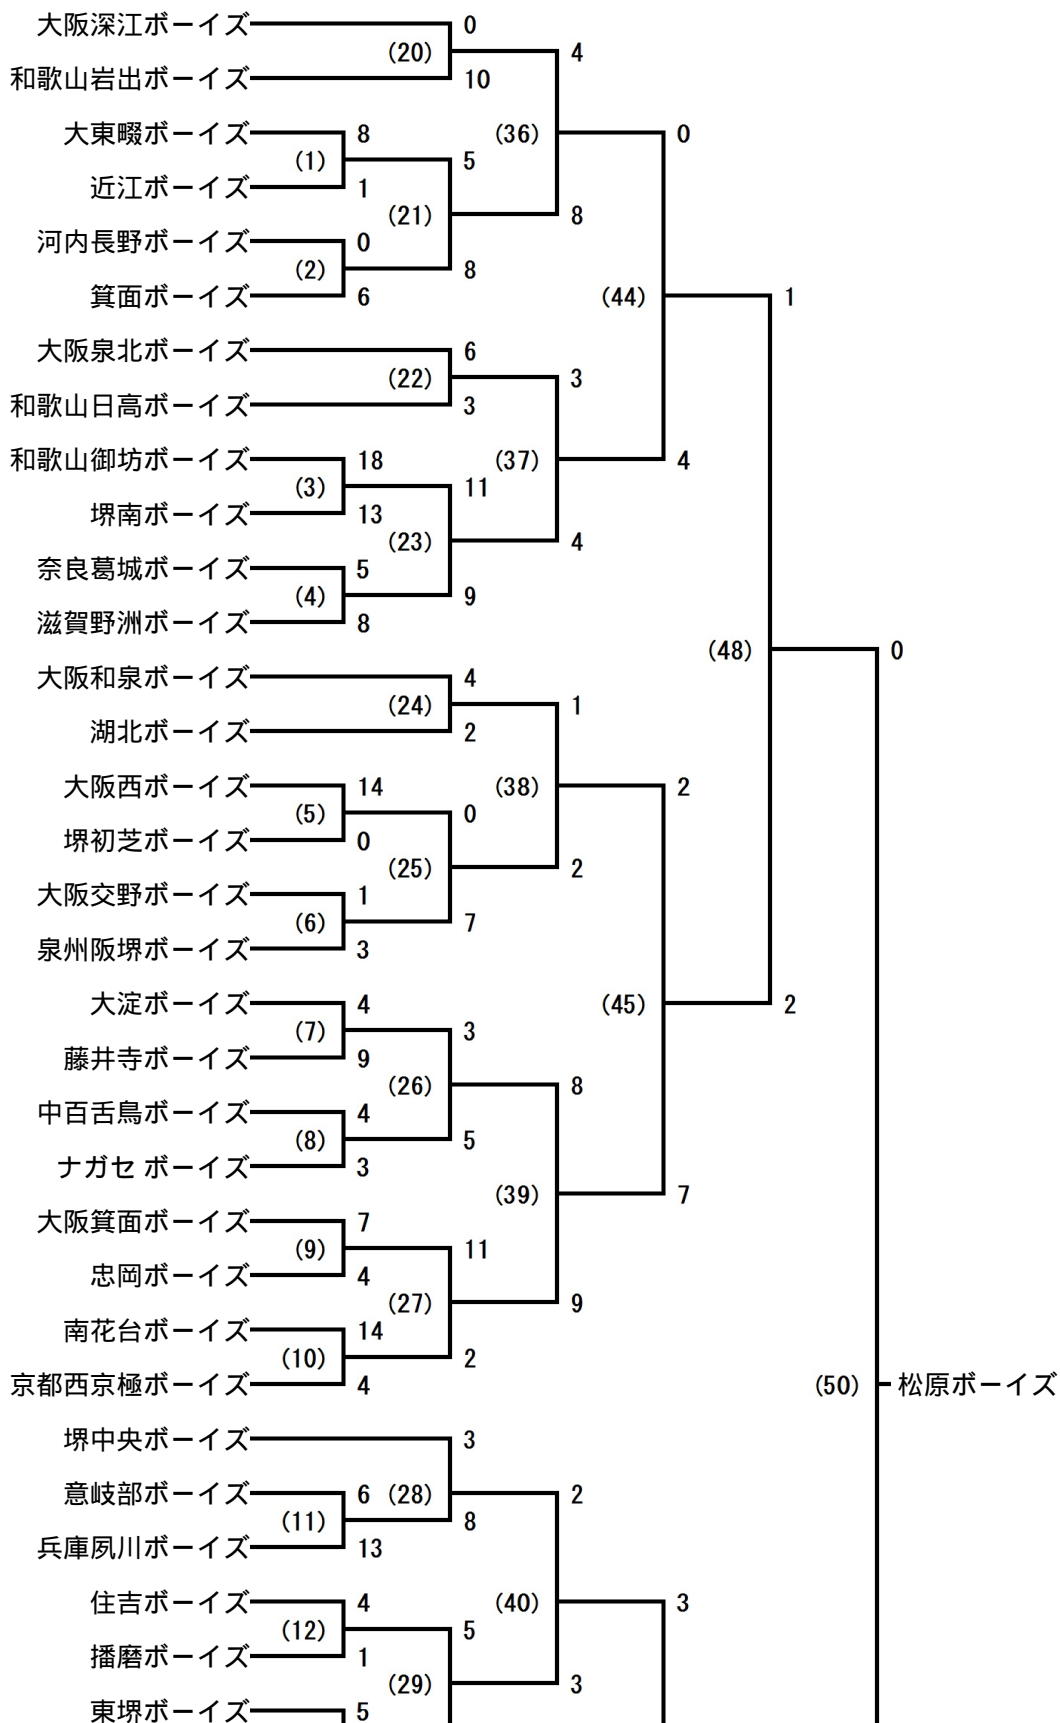 大阪深江ボーイズ 0
(20) 4
和歌山岩出ボーイズ 10
大東畷ボーイズ 8 (36) 0
(1) 5
近江ボーイズ 1
(21) 8
河内長野ボーイズ 0
(2) 8
箕面ボーイズ 6 (44) 1
大阪泉北ボーイズ 6
(22) 3
和歌山日高ボーイズ 3
和歌山御坊ボーイズ 18 (37) 4
(3) 11
堺南ボーイズ 13
(23) 4
奈良葛城ボーイズ 5
(4) 9
滋賀野洲ボーイズ 8
(48) 0
大阪和泉ボーイズ 4
(24) 1
湖北ボーイズ 2
大阪西ボーイズ 14 (38) 2
(5) 0
堺初芝ボーイズ 0
(25) 2
大阪交野ボーイズ 1
(6) 7
泉州阪堺ボーイズ 3
大淀ボーイズ 4 (45) 2
(7) 3
藤井寺ボーイズ 9
(26) 8
中百舌鳥ボーイズ 4
(8) 5
ナガセ ボーイズ 3
(39) 7
大阪箕面ボーイズ 7
(9) 11
忠岡ボーイズ 4
(27) 9
南花台ボーイズ 14
(10) 2
京都西京極ボーイズ 4 (50) 松原ボーイズ
堺中央ボーイズ 3
意岐部ボーイズ 6 (28) 2
(11) 8
兵庫夙川ボーイズ 13
住吉ボーイズ 4 (40) 3
(12) 5
播磨ボーイズ 1
(29) 3
東堺ボーイズ 5